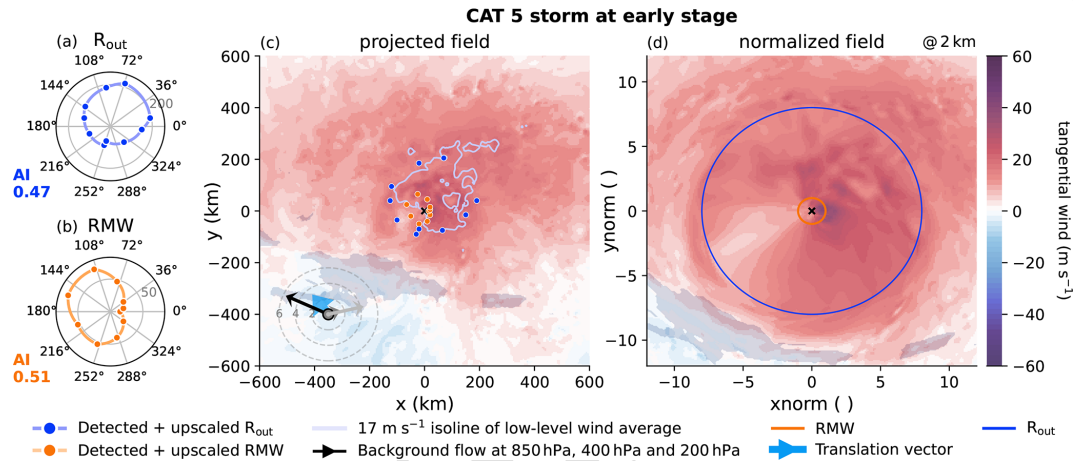 CAT 5 storm at early stage
(a) R_out
108° 72°
144° 36°
200
180° 0°
216° 324°
252° 288°
AI
0.47
(b) RMW
108° 72°
144° 36°
50
180° 0°
216° 324°
252° 288°
AI
0.51
(c) projected field
y (km)
600
400
200
0
−200
−400
−600
6 4 2
−600 −400 −200 0 200 400 600
x (km)
(d) normalized field @ 2 km
ynorm ( )
10
5
0
−5
−10
−10 −5 0 5 10
xnorm ( )
60
40
20
0
−20
−40
−60
tangential wind (m s⁻¹)
Detected + upscaled R_out
Detected + upscaled RMW
17 m s⁻¹ isoline of low-level wind average
Background flow at 850 hPa, 400 hPa and 200 hPa
RMW
Translation vector
R_out